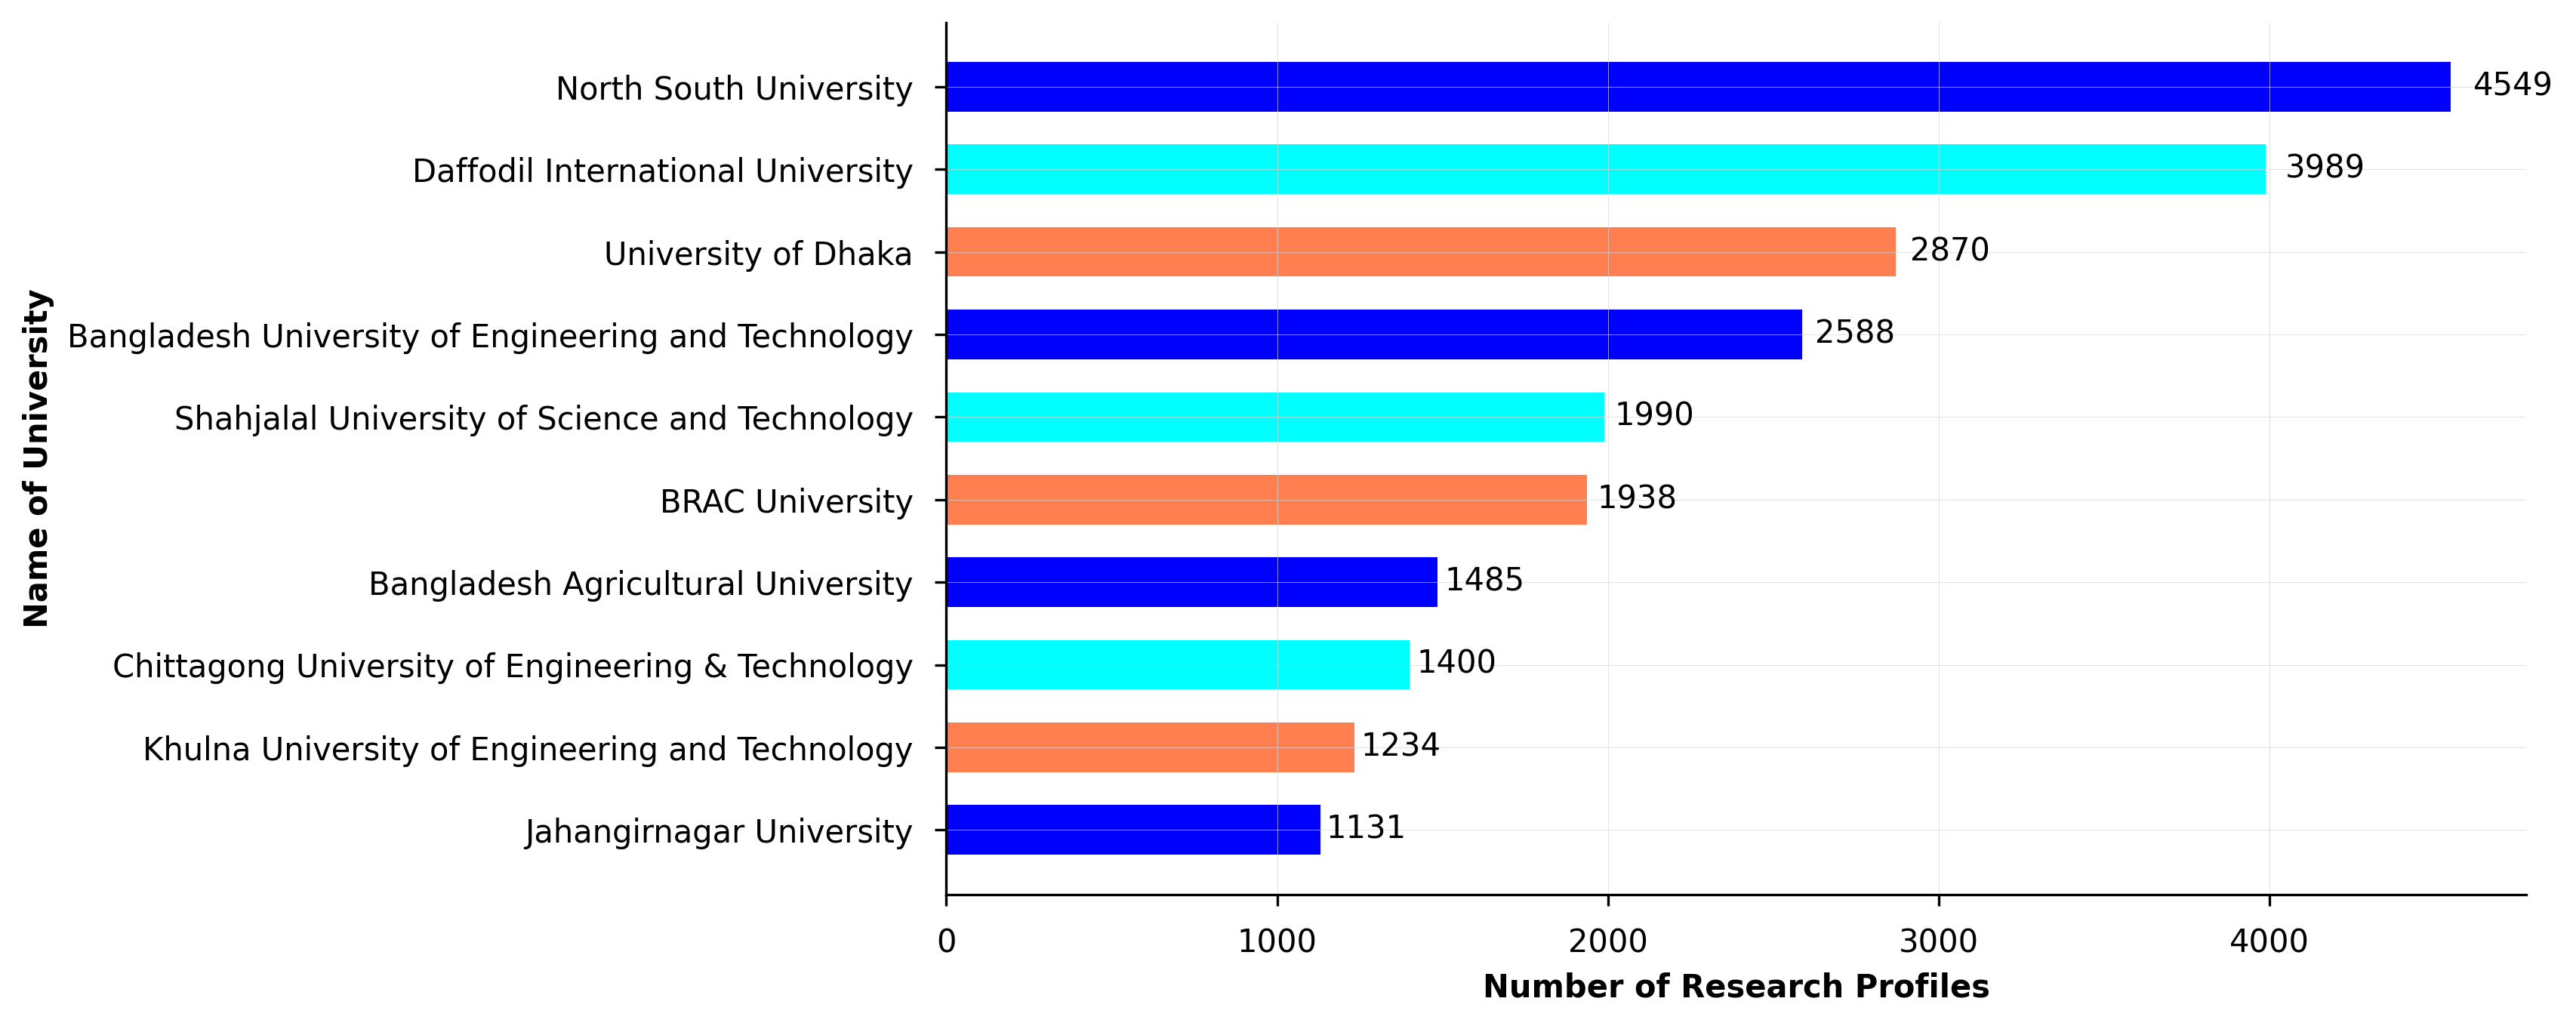 North South University 4549
Daffodil International University 3989
University of Dhaka 2870
Bangladesh University of Engineering and Technology 2588
Shahjalal University of Science and Technology 1990
BRAC University 1938
Bangladesh Agricultural University 1485
Chittagong University of Engineering & Technology 1400
Khulna University of Engineering and Technology 1234
Jahangirnagar University 1131
Name of University
0 1000 2000 3000 4000
Number of Research Profiles